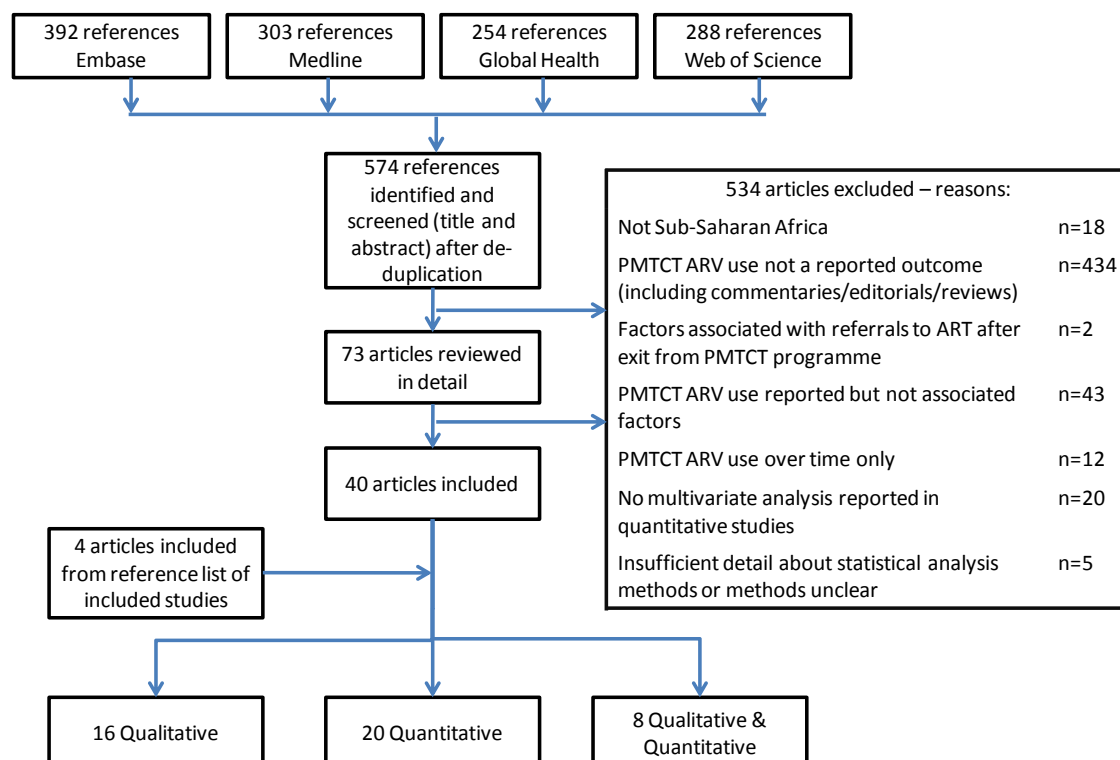 392 references
Embase
303 references
Medline
254 references
Global Health
288 references
Web of Science
574 references
identified and
screened (title and
abstract) after de-
duplication
73 articles reviewed
in detail
40 articles included
4 articles included
from reference list of
included studies
534 articles excluded – reasons:
Not Sub-Saharan Africa n=18
PMTCT ARV use not a reported outcome n=434
(including commentaries/editorials/reviews)
Factors associated with referrals to ART after n=2
exit from PMTCT programme
PMTCT ARV use reported but not associated n=43
factors
PMTCT ARV use over time only n=12
No multivariate analysis reported in n=20
quantitative studies
Insufficient detail about statistical analysis n=5
methods or methods unclear
16 Qualitative
20 Quantitative
8 Qualitative &
Quantitative